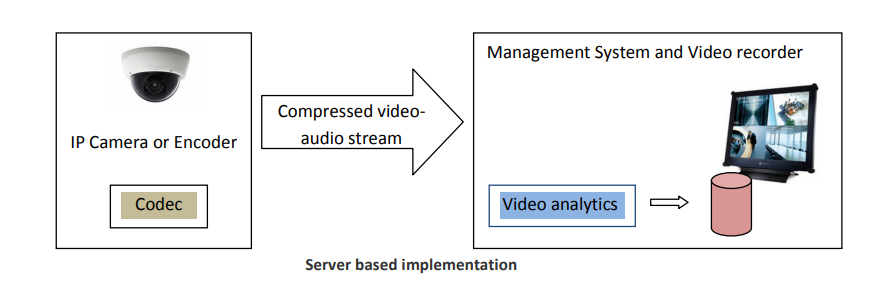 Management System and Video recorder
Compressed video-
audio stream
IP Camera or Encoder
Codec
Video analytics
Server based implementation